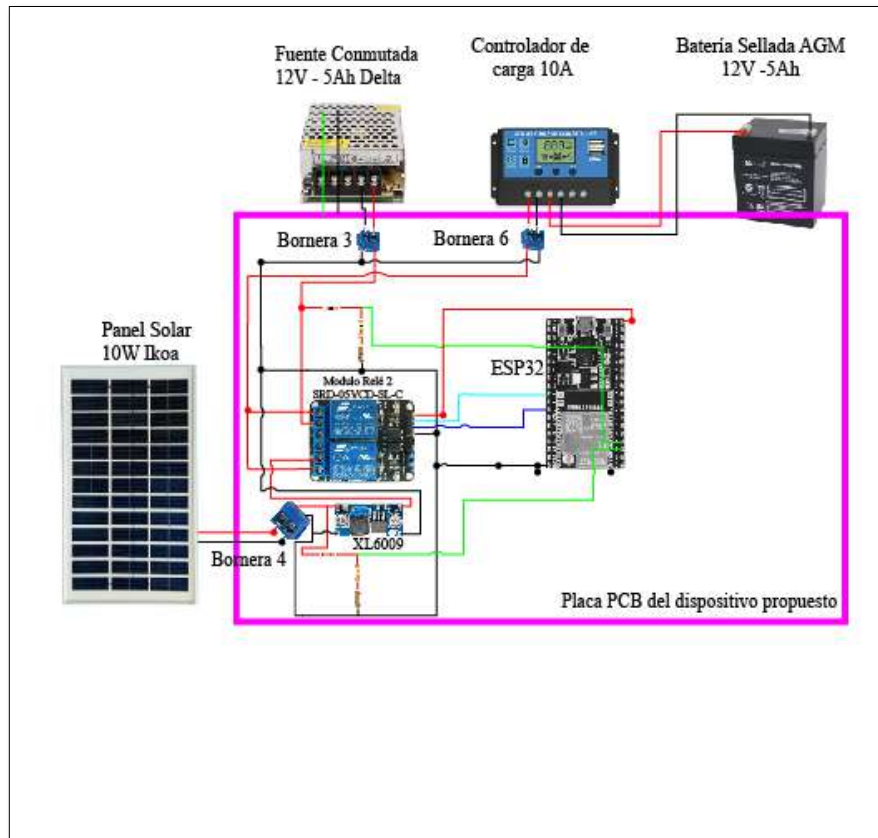 Fuente Conmutada
12V - 5Ah Delta
Controlador de
carga 10A
Batería Sellada AGM
12V -5Ah
Bornera 3
Bornera 6
Panel Solar
10W Ikoa
ESP32
Modulo Relé 2
SRD-05VCD-SL-C
XL6009
Bornera 4
Placa PCB del dispositivo propuesto